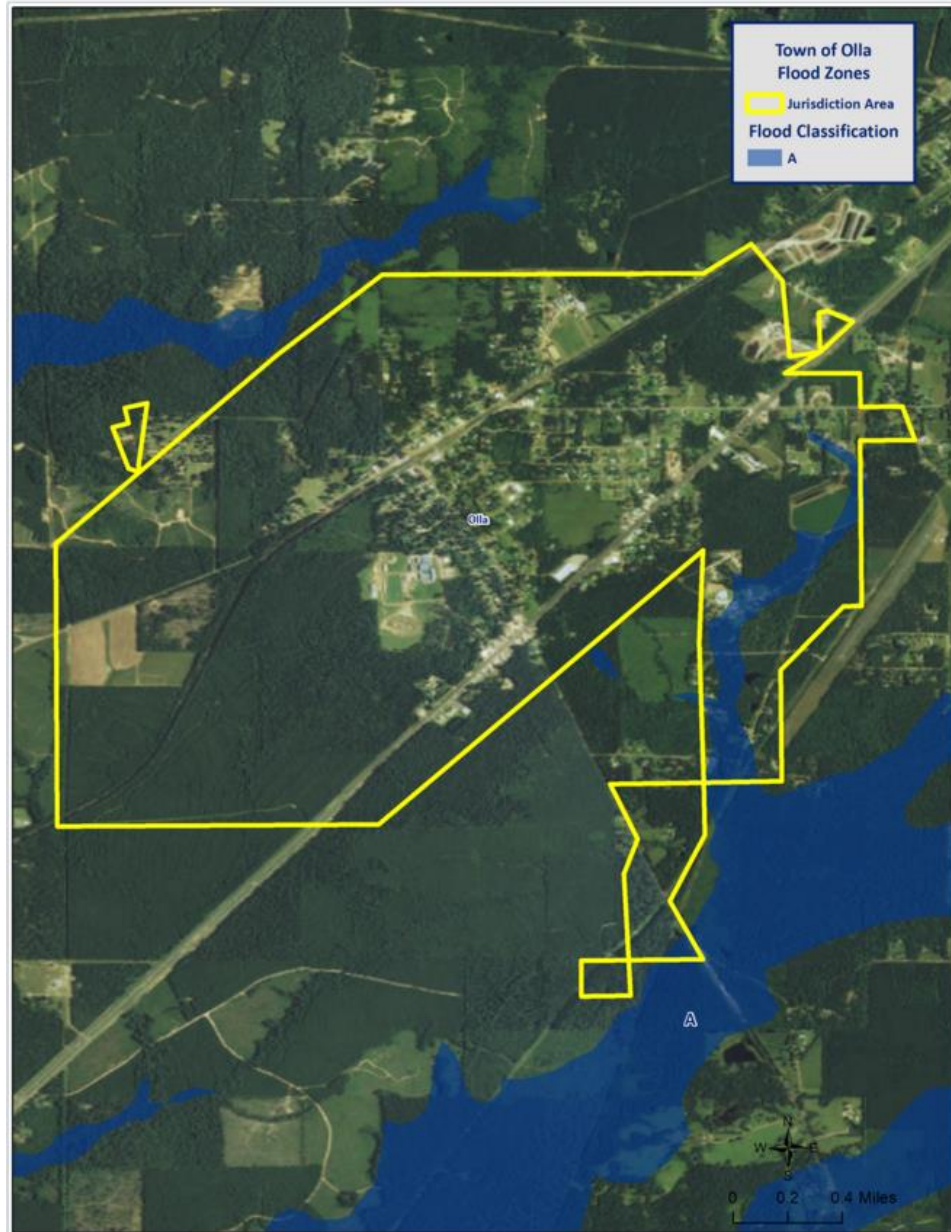 Town of Olla
Flood Zones
Jurisdiction Area
Flood Classification
A
Olla
A
N
W E
S
0 0.2 0.4 Miles